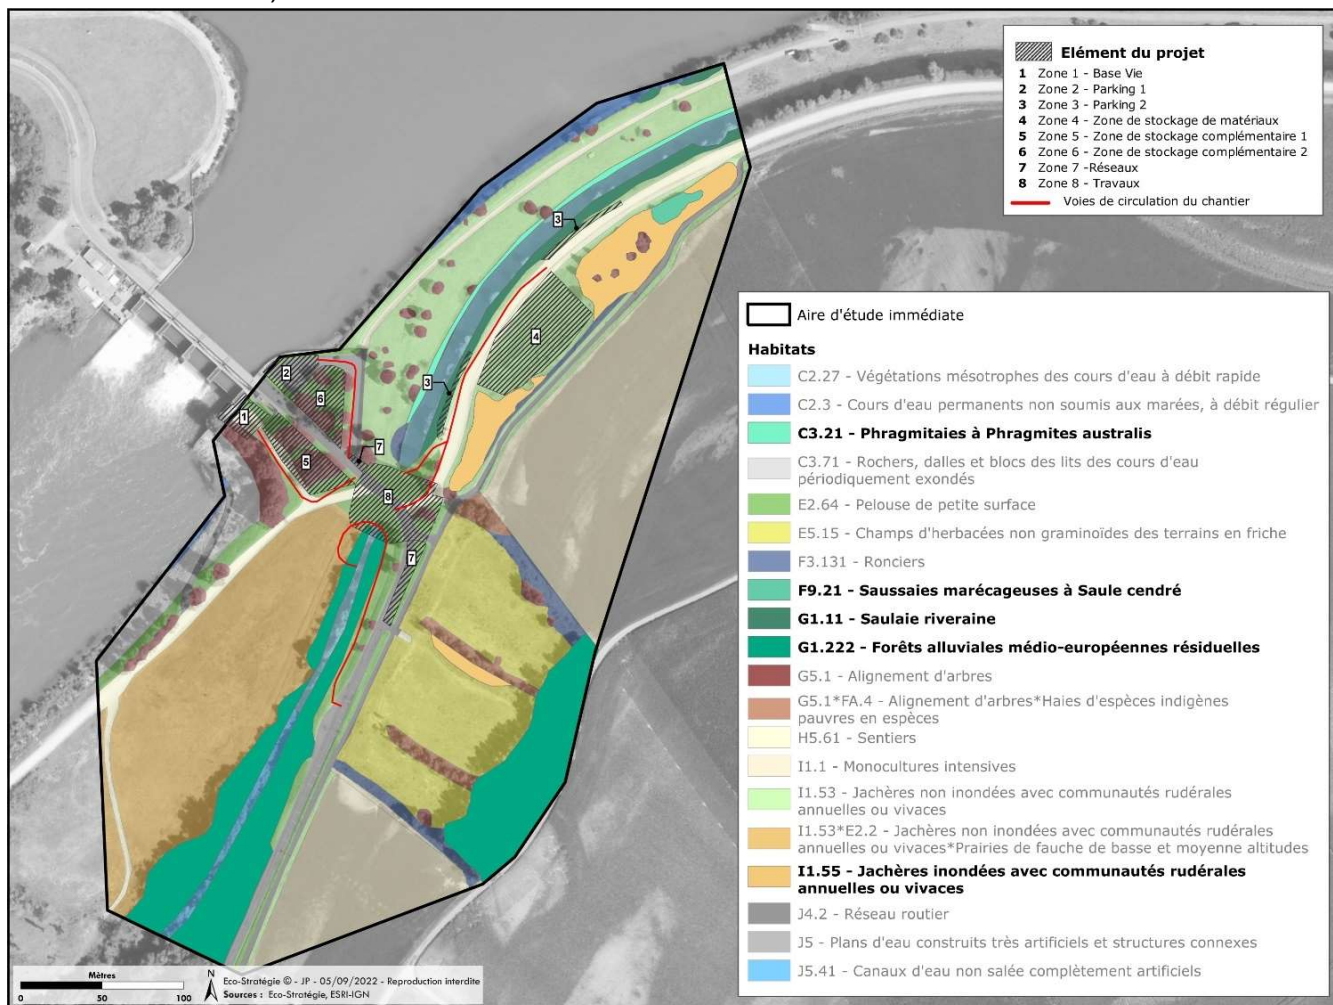 Elément du projet
1 Zone 1 - Base Vie
2 Zone 2 - Parking 1
3 Zone 3 - Parking 2
4 Zone 4 - Zone de stockage de matériaux
5 Zone 5 - Zone de stockage complémentaire 1
6 Zone 6 - Zone de stockage complémentaire 2
7 Zone 7 -Réseaux
8 Zone 8 - Travaux
Voies de circulation du chantier
3
4
2
3
6
1
7
5
8
7
Aire d'étude immédiate
Habitats
C2.27 - Végétations mésotrophes des cours d'eau à débit rapide
C2.3 - Cours d'eau permanents non soumis aux marées, à débit régulier
C3.21 - Phragmitaies à Phragmites australis
C3.71 - Rochers, dalles et blocs des lits des cours d'eau
périodiquement exondés
E2.64 - Pelouse de petite surface
E5.15 - Champs d'herbacées non graminoïdes des terrains en friche
F3.131 - Ronciers
F9.21 - Saussaies marécageuses à Saule cendré
G1.11 - Saulaie riveraine
G1.222 - Forêts alluviales médio-européennes résiduelles
G5.1 - Alignement d'arbres
G5.1*FA.4 - Alignement d'arbres*Haies d'espèces indigènes
pauvres en espèces
H5.61 - Sentiers
I1.1 - Monocultures intensives
I1.53 - Jachères non inondées avec communautés rudérales
annuelles ou vivaces
I1.53*E2.2 - Jachères non inondées avec communautés rudérales
annuelles ou vivaces*Prairies de fauche de basse et moyenne altitudes
I1.55 - Jachères inondées avec communautés rudérales
annuelles ou vivaces
J4.2 - Réseau routier
J5 - Plans d'eau construits très artificiels et structures connexes
J5.41 - Canaux d'eau non salée complètement artificiels
Mètres
0 50 100
N
Eco-Stratégie © - JP - 05/09/2022 - Reproduction interdite
Sources : Eco-Stratégie, ESRI-IGN